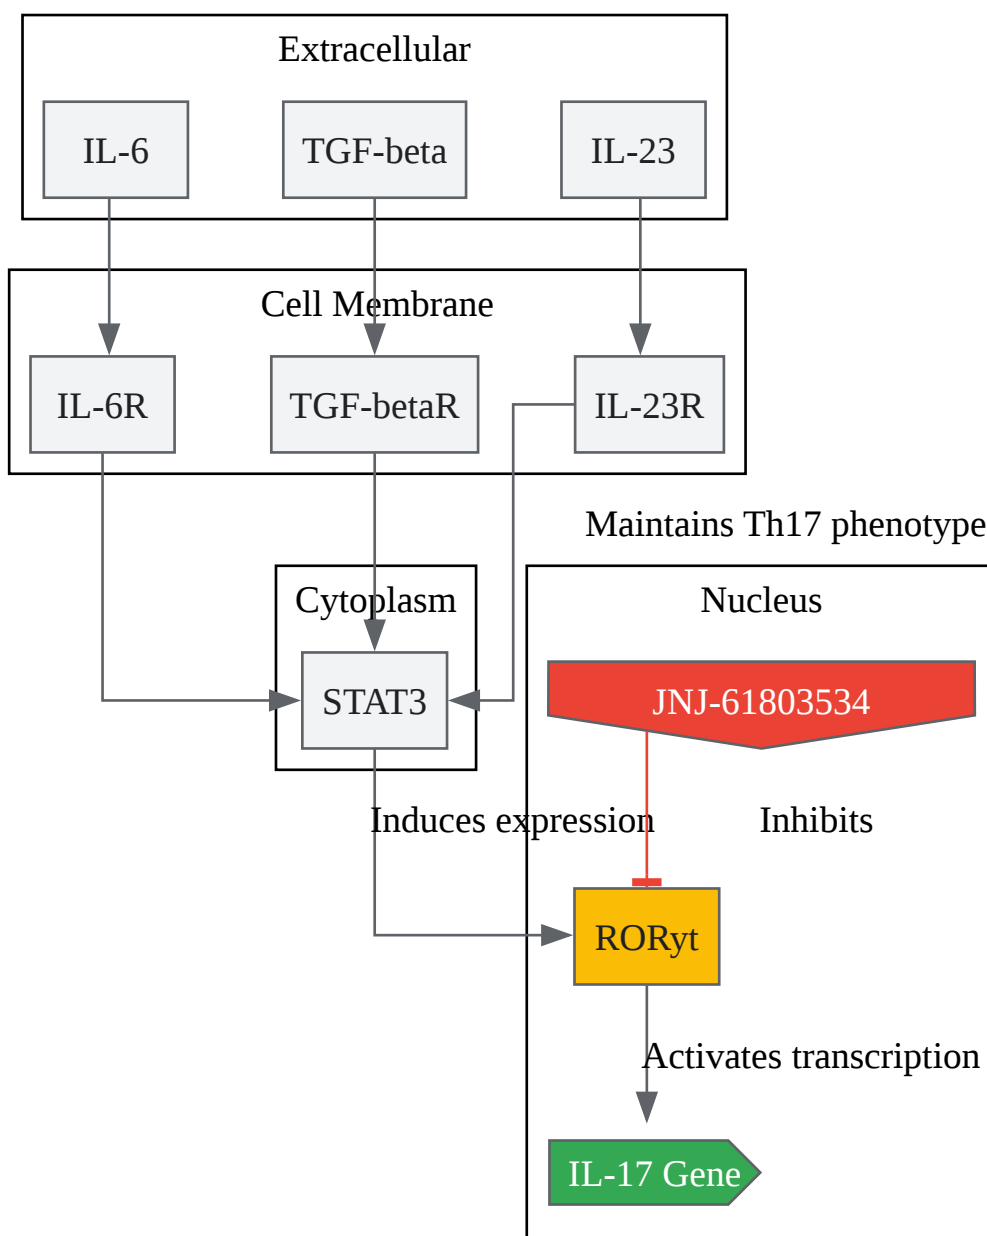 Extracellular
IL-6
TGF-beta
IL-23
Cell Membrane
IL-6R
TGF-betaR
IL-23R
Maintains Th17 phenotype
Cytoplasm
Nucleus
STAT3
JNJ-61803534
Induces expression
Inhibits
RORyt
Activates transcription
IL-17 Gene